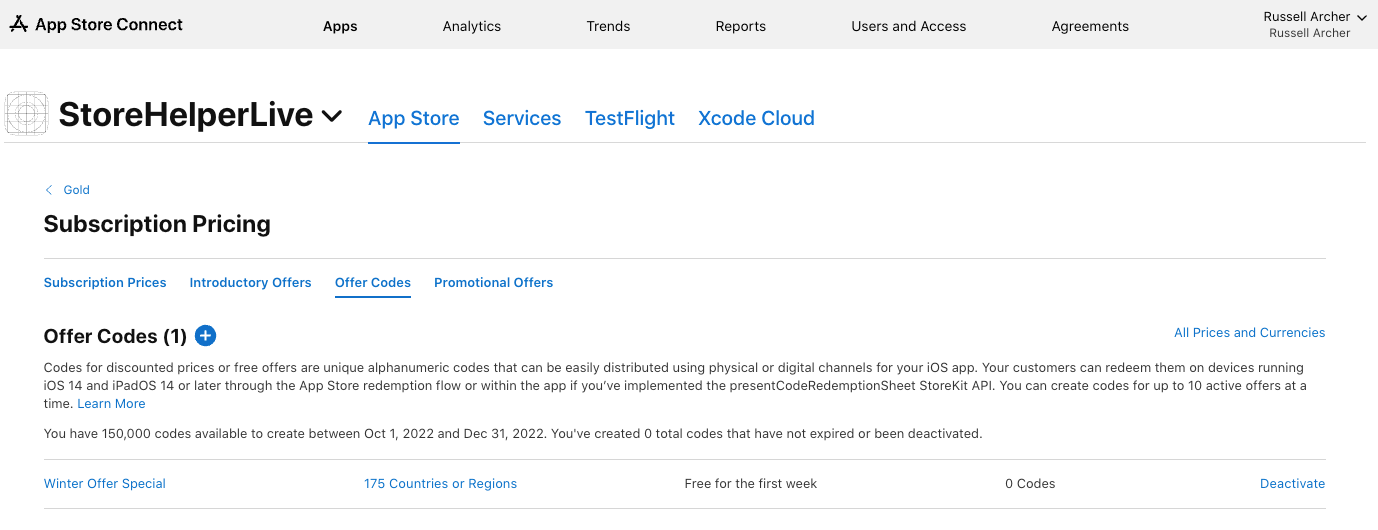 App Store Connect Apps Analytics Trends Reports Users and Access Agreements Russell Archer
Russell Archer
StoreHelperLive App Store Services TestFlight Xcode Cloud
Gold
Subscription Pricing
Subscription Prices Introductory Offers Offer Codes Promotional Offers
Offer Codes (1) All Prices and Currencies
Codes for discounted prices or free offers are unique alphanumeric codes that can be easily distributed using physical or digital channels for your iOS app. Your customers can redeem them on devices running
iOS 14 and iPadOS 14 or later through the App Store redemption flow or within the app if you've implemented the presentCodeRedemptionSheet StoreKit API. You can create codes for up to 10 active offers at a
time. Learn More
You have 150,000 codes available to create between Oct 1, 2022 and Dec 31, 2022. You've created 0 total codes that have not expired or been deactivated.
Winter Offer Special 175 Countries or Regions Free for the first week 0 Codes Deactivate